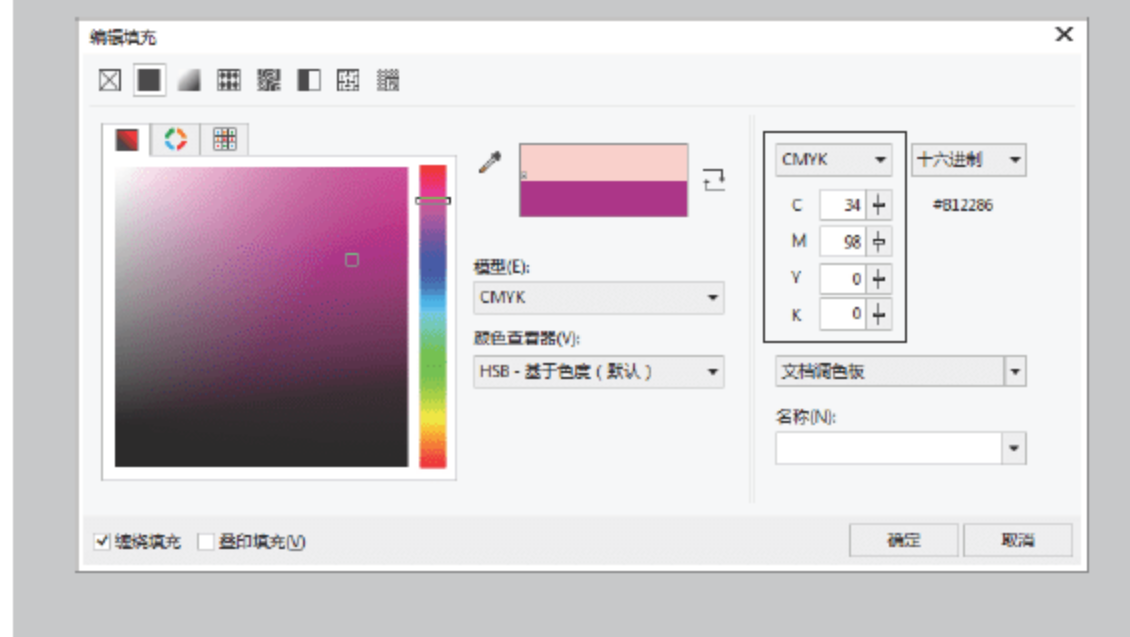 编辑填充
CMYK
十六进制
C 34
#B12286
M 98
Y 0
K 0
模型(E):
CMYK
颜色查看器(V):
HSB - 基于色度（默认）
文档调色板
名称(N):
缠绕填充
叠印填充(V)
确定
取消